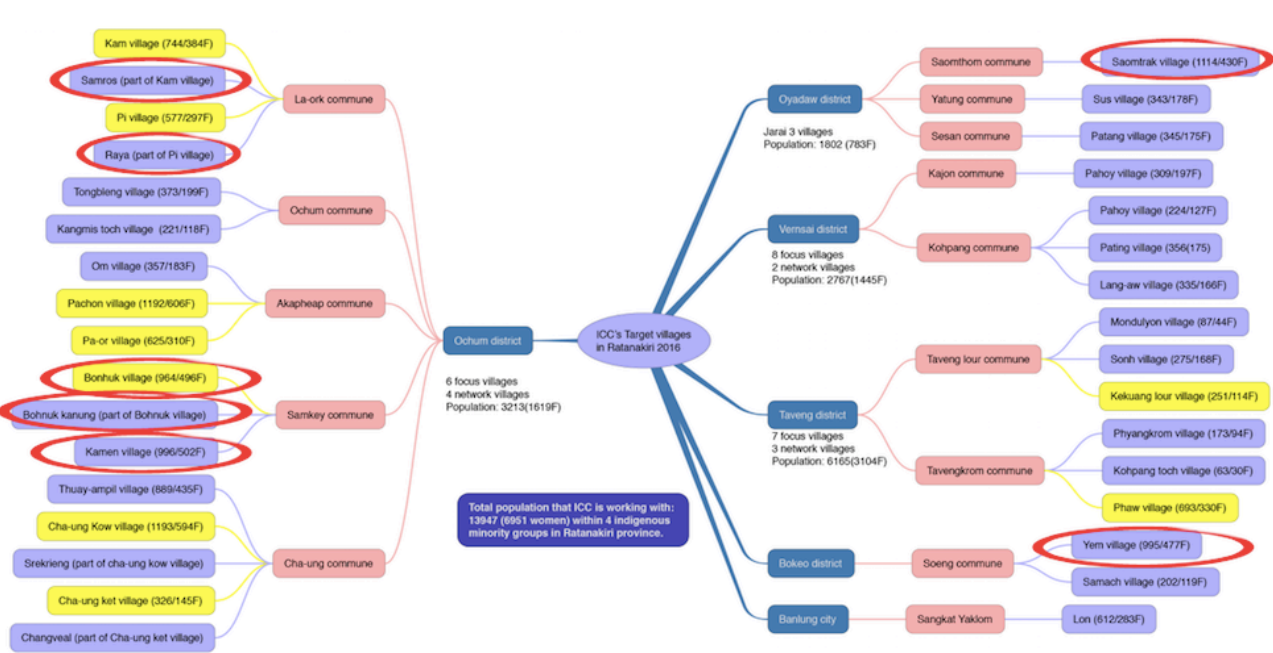 Kam village (744/384F)
Samros (part of Kam village)
Pi village (577/297F)
Raya (part of Pi village)
La-ork commune
Tongbleng village (373/199F)
Kangmis toch village (221/118F)
Ochum commune
Om village (357/183F)
Pachon village (1192/606F)
Pa-or village (625/310F)
Akapheap commune
Bonhuk village (964/496F)
Bohnuk kanung (part of Bohnuk village)
Kamen village (996/502F)
Samkey commune
Thuay-ampil village (889/435F)
Cha-ung Kow village (1193/594F)
Srekrieng (part of cha-ung kow village)
Cha-ung ket village (326/145F)
Changveal (part of Cha-ung ket village)
Cha-ung commune
Ochum district
6 focus villages
4 network villages
Population: 3213(1619F)
ICC's Target villages
in Ratanakiri 2016
Total population that ICC is working with:
13947 (6951 women) within 4 indigenous
minority groups in Ratanakiri province.
Oyadaw district
Jarai 3 villages
Population: 1802 (783F)
Saomthom commune
Saomtrak village (1114/430F)
Yatung commune
Sus village (343/178F)
Sesan commune
Patang village (345/175F)
Vernsai district
8 focus villages
2 network villages
Population: 2767(1445F)
Kajon commune
Pahoy village (309/197F)
Kohpang commune
Pahoy village (224/127F)
Pating village (356(175)
Lang-aw village (335/166F)
Taveng district
7 focus villages
3 network villages
Population: 6165(3104F)
Taveng lour commune
Mondulyon village (87/44F)
Sonh village (275/168F)
Kekuang lour village (251/114F)
Tavengkrom commune
Phyangkrom village (173/94F)
Kohpang toch village (63/30F)
Phaw village (693/330F)
Bokeo district
Soeng commune
Yem village (995/477F)
Samach village (202/119F)
Banlung city
Sangkat Yaklom
Lon (612/283F)